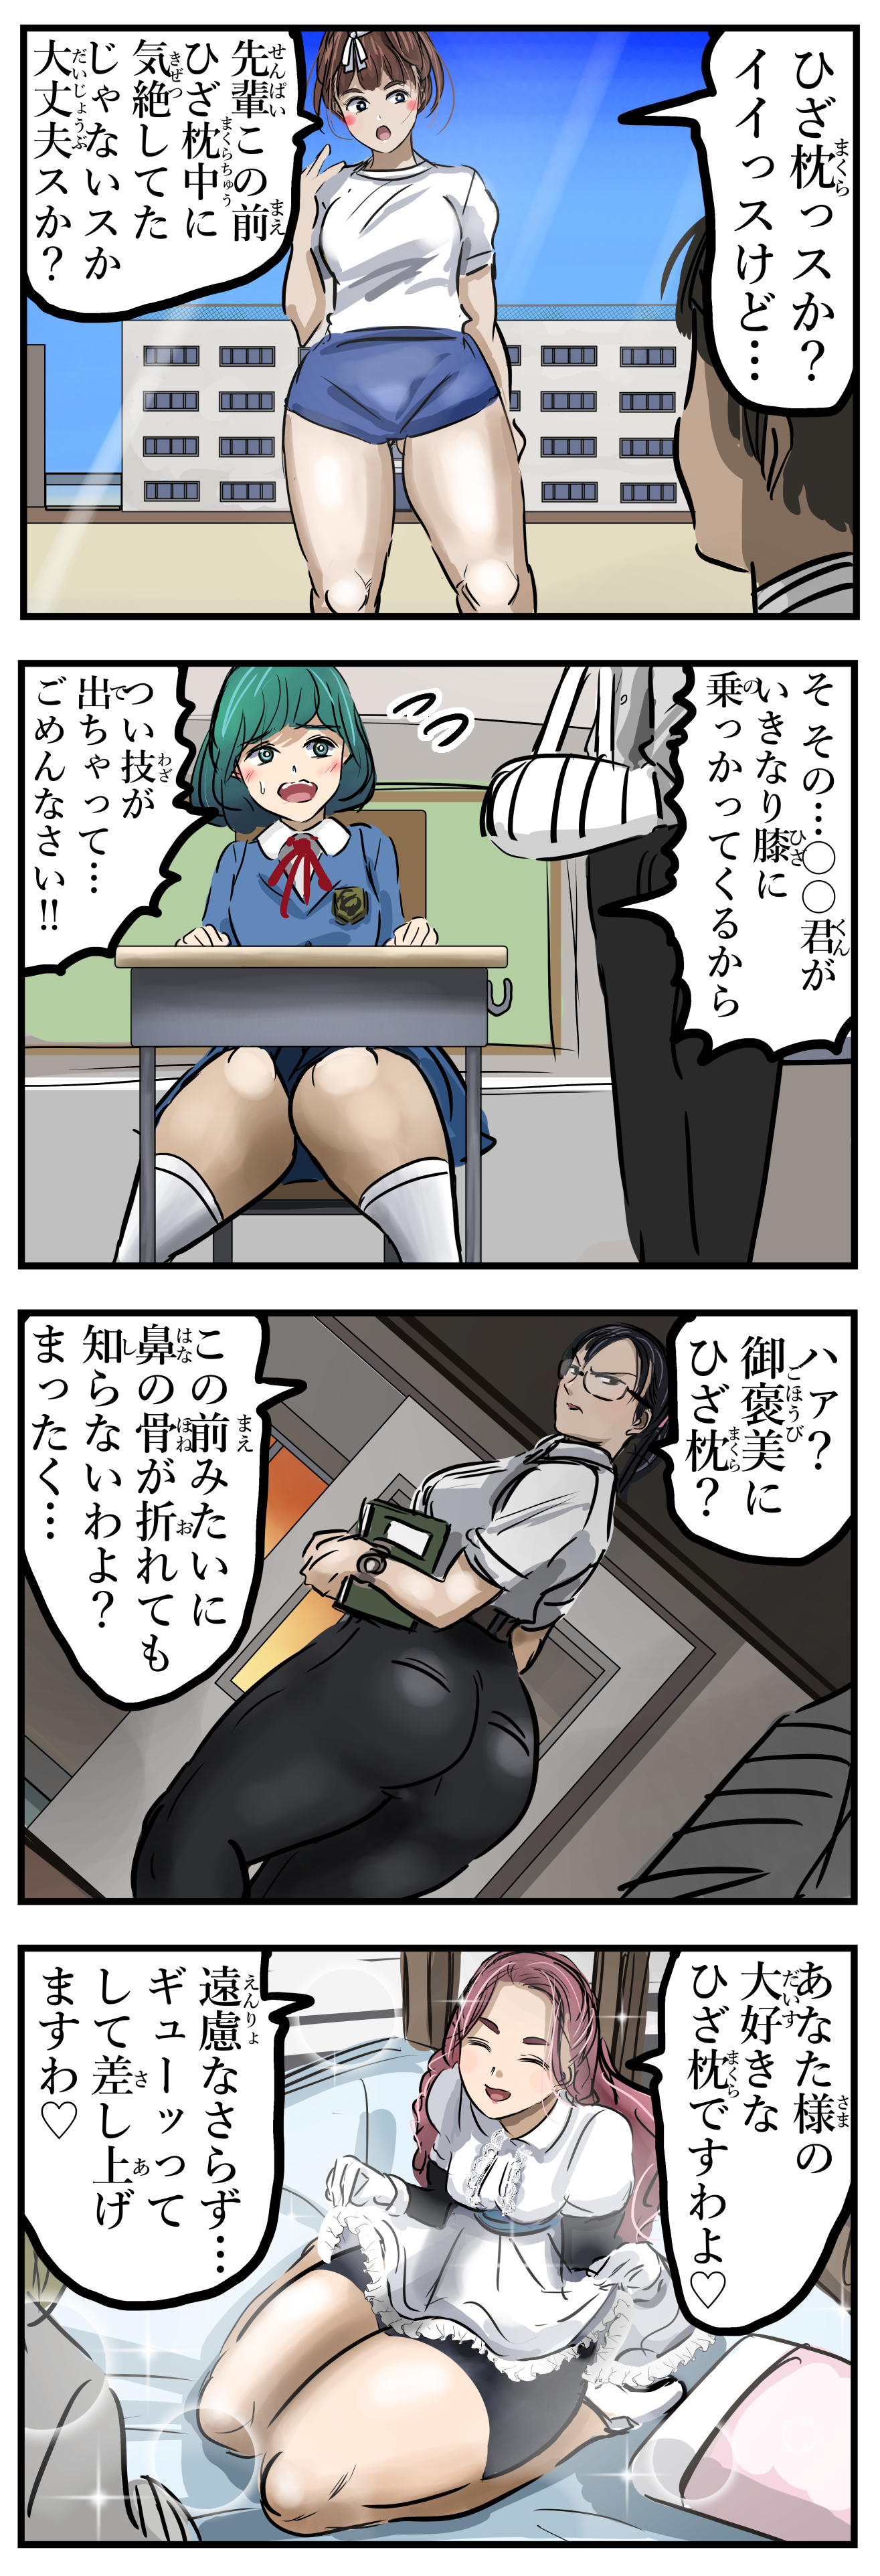 ひざ枕っスか？
イイっスけど…
先輩この前
ひざ枕中に
気絶してた
じゃないスか
大丈夫スか？
そ その…○○君が
いきなり膝に
乗っかってくるから
つい技が
出ちゃって…
ごめんなさい!!
ハァ？
御褒美に
ひざ枕？
この前みたいに
鼻の骨が折れても
知らないわよ？
まったく…
あなた様の
大好きな
ひざ枕ですわよ♡
遠慮なさらず…
ギューッって
して差し上げ
ますわ♡